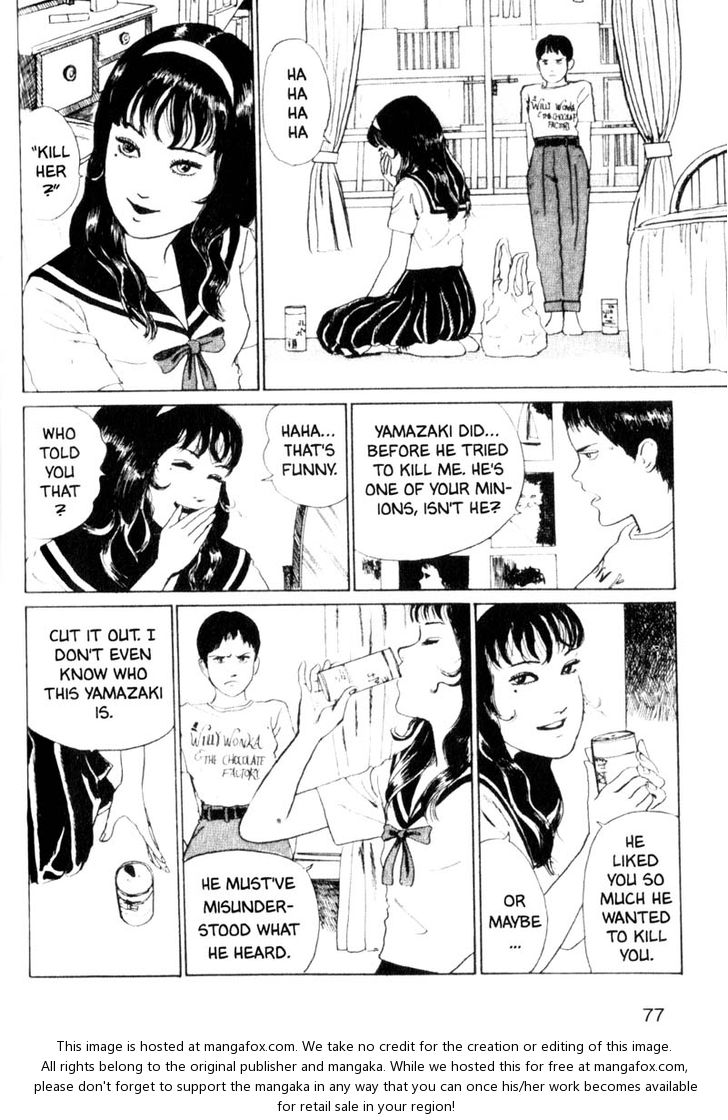 "KILL
HER
?"
HA
HA
HA
HA
WILLY WONKA
& THE CHOCOLATE
FACTORY
WHO
TOLD
YOU
THAT
?
HAHA...
THAT'S
FUNNY.
YAMAZAKI DID...
BEFORE HE TRIED
TO KILL ME. HE'S
ONE OF YOUR MIN-
IONS, ISN'T HE?
CUT IT OUT. I
DON'T EVEN
KNOW WHO
THIS YAMAZAKI
IS.
WILLY WONKA
& THE CHOCOLATE
FACTORY
HE MUST'VE
MISUNDER-
STOOD WHAT
HE HEARD.
OR
MAYBE
...
HE
LIKED
YOU SO
MUCH HE
WANTED
TO KILL
YOU.
77
This image is hosted at mangafox.com. We take no credit for the creation or editing of this image.
All rights belong to the original publisher and mangaka. While we hosted this for free at mangafox.com,
please don't forget to support the mangaka in any way that you can once his/her work becomes available
for retail sale in your region!